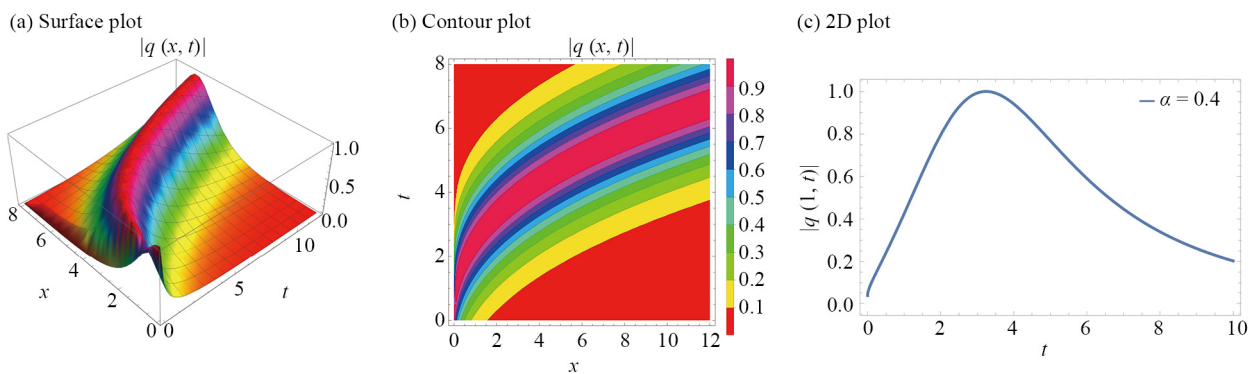 (a) Surface plot
|q (x, t)|
1.0
0.5
0.0
8
6
4
2
0
0
5
10
x
t
(b) Contour plot
|q (x, t)|
8
6
4
2
0
t
0 2 4 6 8 10 12
x
0.9
0.8
0.7
0.6
0.5
0.4
0.3
0.2
0.1
(c) 2D plot
α = 0.4
|q (1, t)|
1.0
0.8
0.6
0.4
0.2
0.0
0 2 4 6 8 10
t